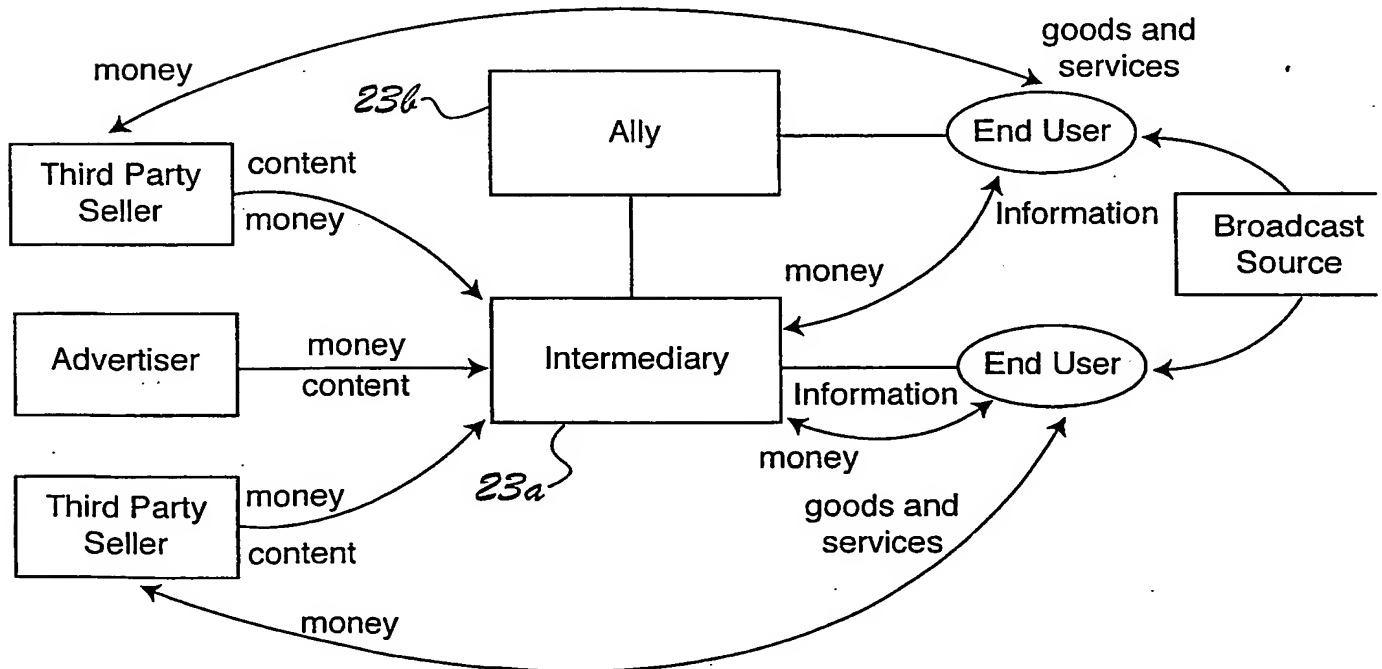 goods and
services
money
23b
Ally
End User
content
Third Party
Seller
money
Information
Broadcast
Source
money
Advertiser
money
content
Intermediary
End User
Information
money
23a
Third Party
Seller
money
content
goods and
services
money